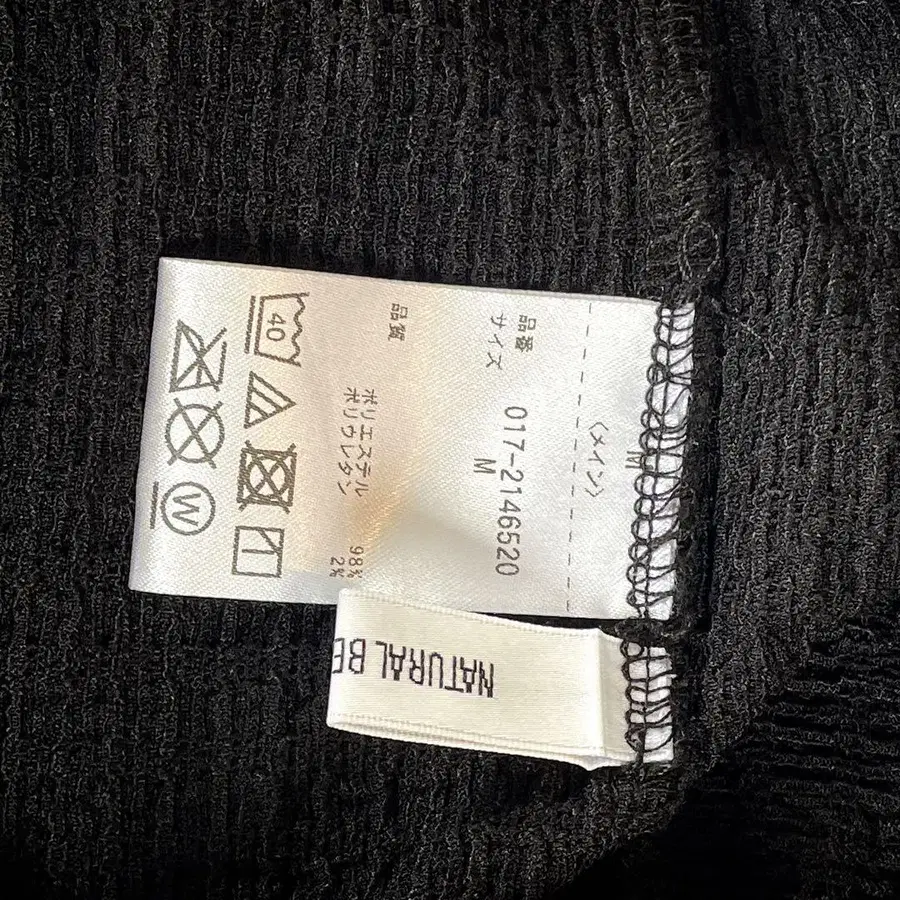 M
〈メイン〉
品番 017-2146520
サイズ M
品質
ポリエステル 98%
ポリウレタン 2%
40
W
NATURAL BE